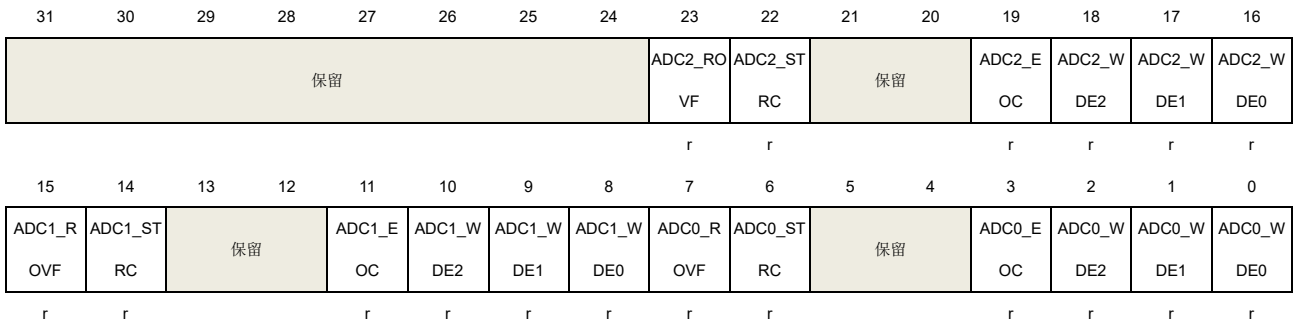 31 30 29 28 27 26 25 24 23 22 21 20 19 18 17 16
保留 ADC2_RO ADC2_ST 保留 ADC2_E ADC2_W ADC2_W ADC2_W
VF RC OC DE2 DE1 DE0
r r r r r r
15 14 13 12 11 10 9 8 7 6 5 4 3 2 1 0
ADC1_R ADC1_ST 保留 ADC1_E ADC1_W ADC1_W ADC1_W ADC0_R ADC0_ST 保留 ADC0_E ADC0_W ADC0_W ADC0_W
OVF RC OC DE2 DE1 DE0 OVF RC OC DE2 DE1 DE0
r r r r r r r r r r r r